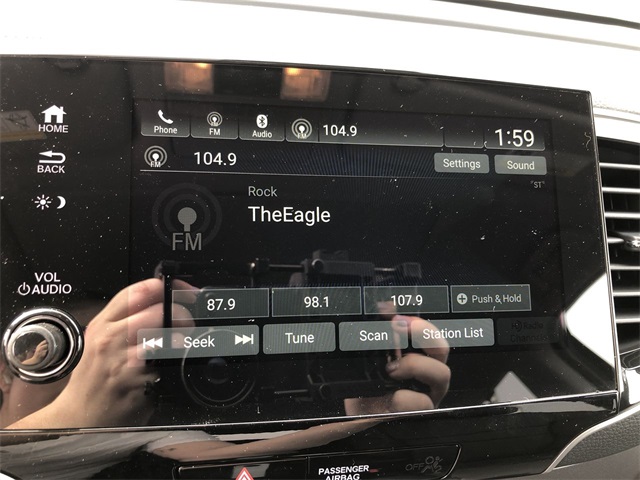 HOME
BACK
VOL
AUDIO
Phone
FM
Audio
104.9
1:59
FM
104.9
Settings
Sound
"ST"
Rock
TheEagle
FM
87.9
98.1
107.9
Push & Hold
Seek
Tune
Scan
Station List
PASSENGER
AIRBAG
OFF